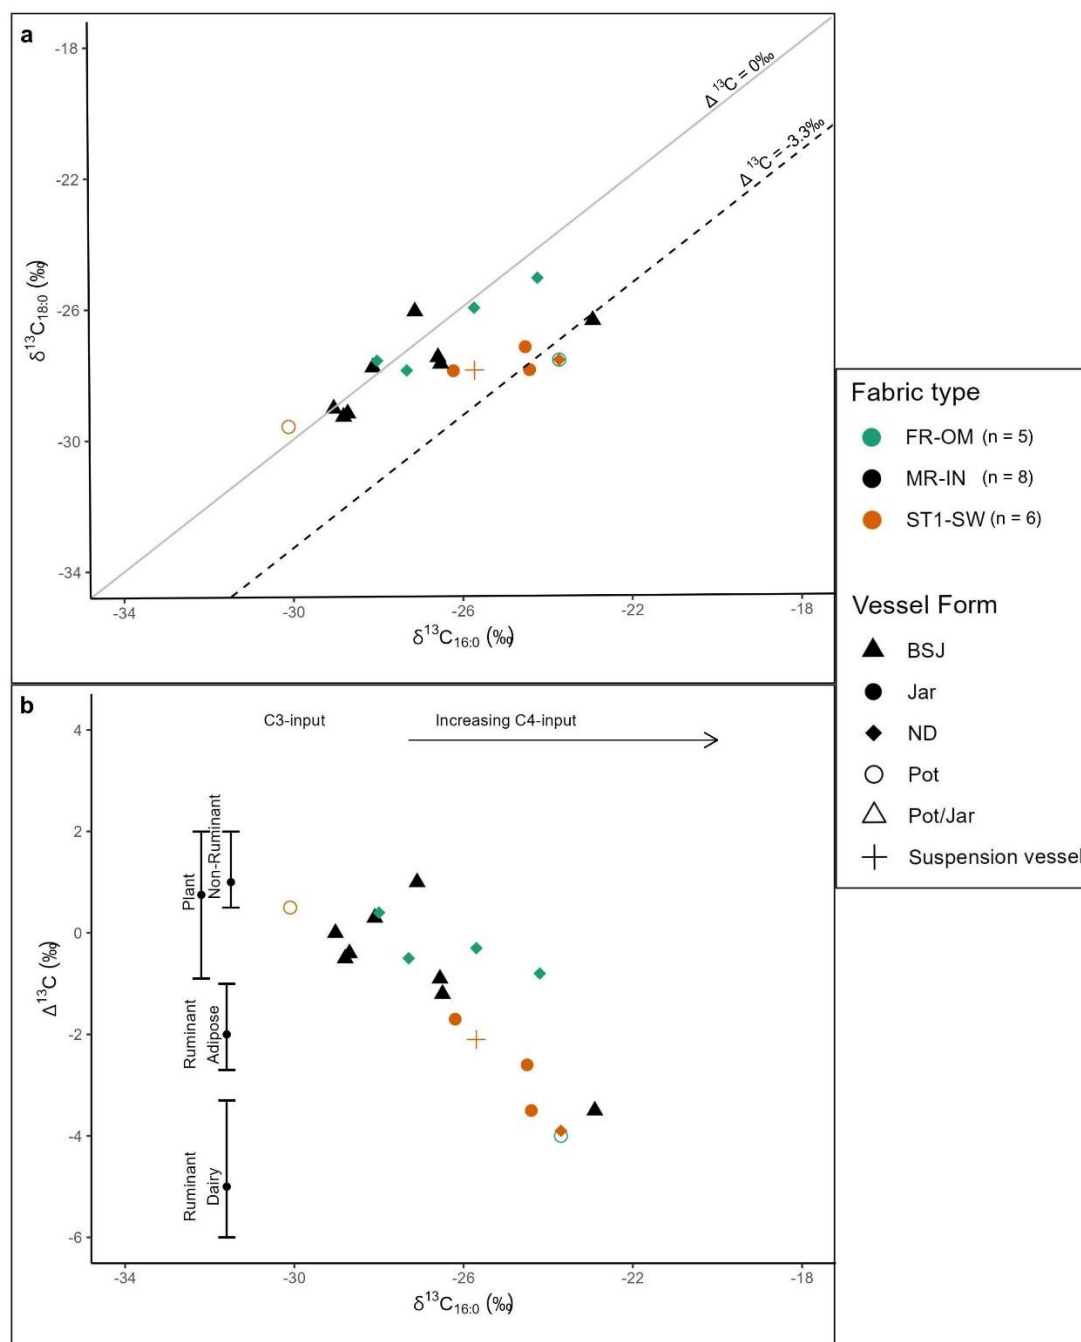 a
-18
-22
-26
-30
-34
δ¹³C₁₈:₀ (‰)
Δ ¹³C = 0‰
Δ ¹³C = -3.3‰
-34
-30
-26
-22
-18
δ¹³C₁₆:₀ (‰)
Fabric type
FR-OM (n = 5)
MR-IN (n = 8)
ST1-SW (n = 6)
Vessel Form
BSJ
Jar
ND
Pot
Pot/Jar
Suspension vessel
b
C3-input
Increasing C4-input
4
2
0
-2
-4
-6
Δ¹³C (‰)
Plant
Non-Ruminant
Ruminant
Adipose
Ruminant
Dairy
-34
-30
-26
-22
-18
δ¹³C₁₆:₀ (‰)